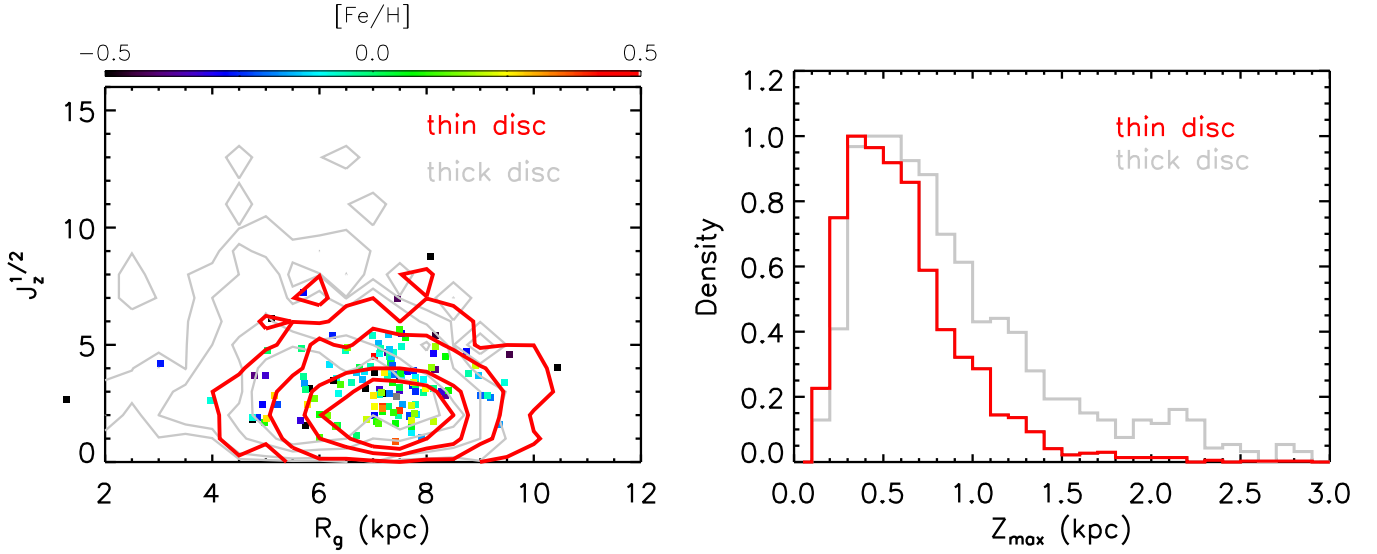 [Fe/H]
−0.5 0.0 0.5
thin disc
thick disc
15
10
5
0
J_z^{1/2}
2 4 6 8 10 12
R_g (kpc)
thin disc
thick disc
1.2
1.0
0.8
0.6
0.4
0.2
0.0
Density
0.0 0.5 1.0 1.5 2.0 2.5 3.0
Z_max (kpc)